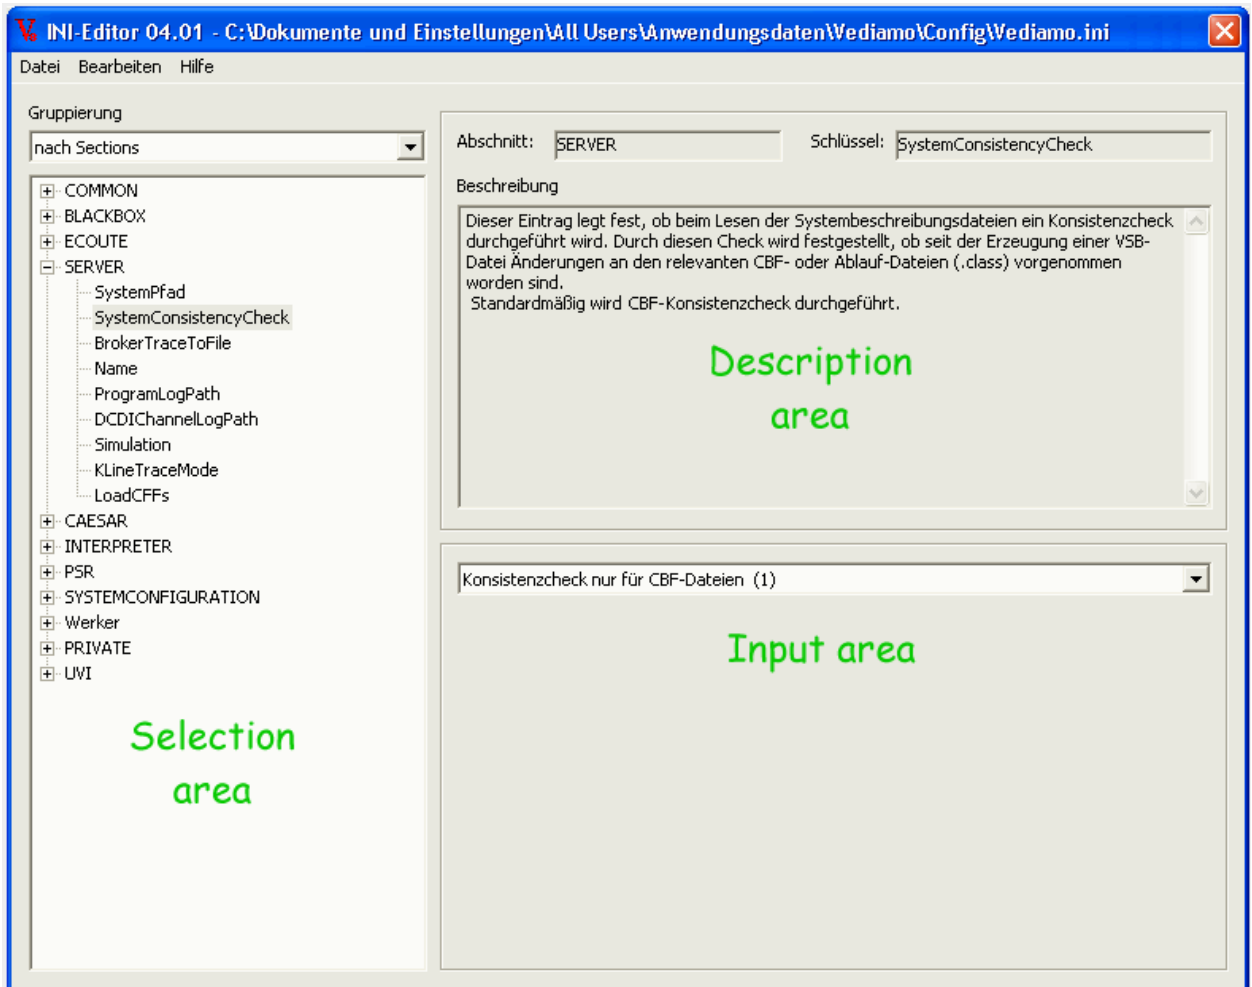 INI-Editor 04.01 - C:\Dokumente und Einstellungen\All Users\Anwendungsdaten\Vediamo\Config\Vediamo.ini
Datei Bearbeiten Hilfe
Gruppierung
nach Sections
COMMON
BLACKBOX
ECOUTE
SERVER
SystemPfad
SystemConsistencyCheck
BrokerTraceToFile
Name
ProgramLogPath
DCDIChannelLogPath
Simulation
KLineTraceMode
LoadCFFs
CAESAR
INTERPRETER
PSR
SYSTEMCONFIGURATION
Werker
PRIVATE
UVI
Selection
area
Abschnitt: SERVER Schlüssel: SystemConsistencyCheck
Beschreibung
Dieser Eintrag legt fest, ob beim Lesen der Systembeschreibungsdateien ein Konsistenzcheck
durchgeführt wird. Durch diesen Check wird festgestellt, ob seit der Erzeugung einer VSB-
Datei Änderungen an den relevanten CBF- oder Ablauf-Dateien (.class) vorgenommen
worden sind.
Standardmäßig wird CBF-Konsistenzcheck durchgeführt.
Description
area
Konsistenzcheck nur für CBF-Dateien (1)
Input area